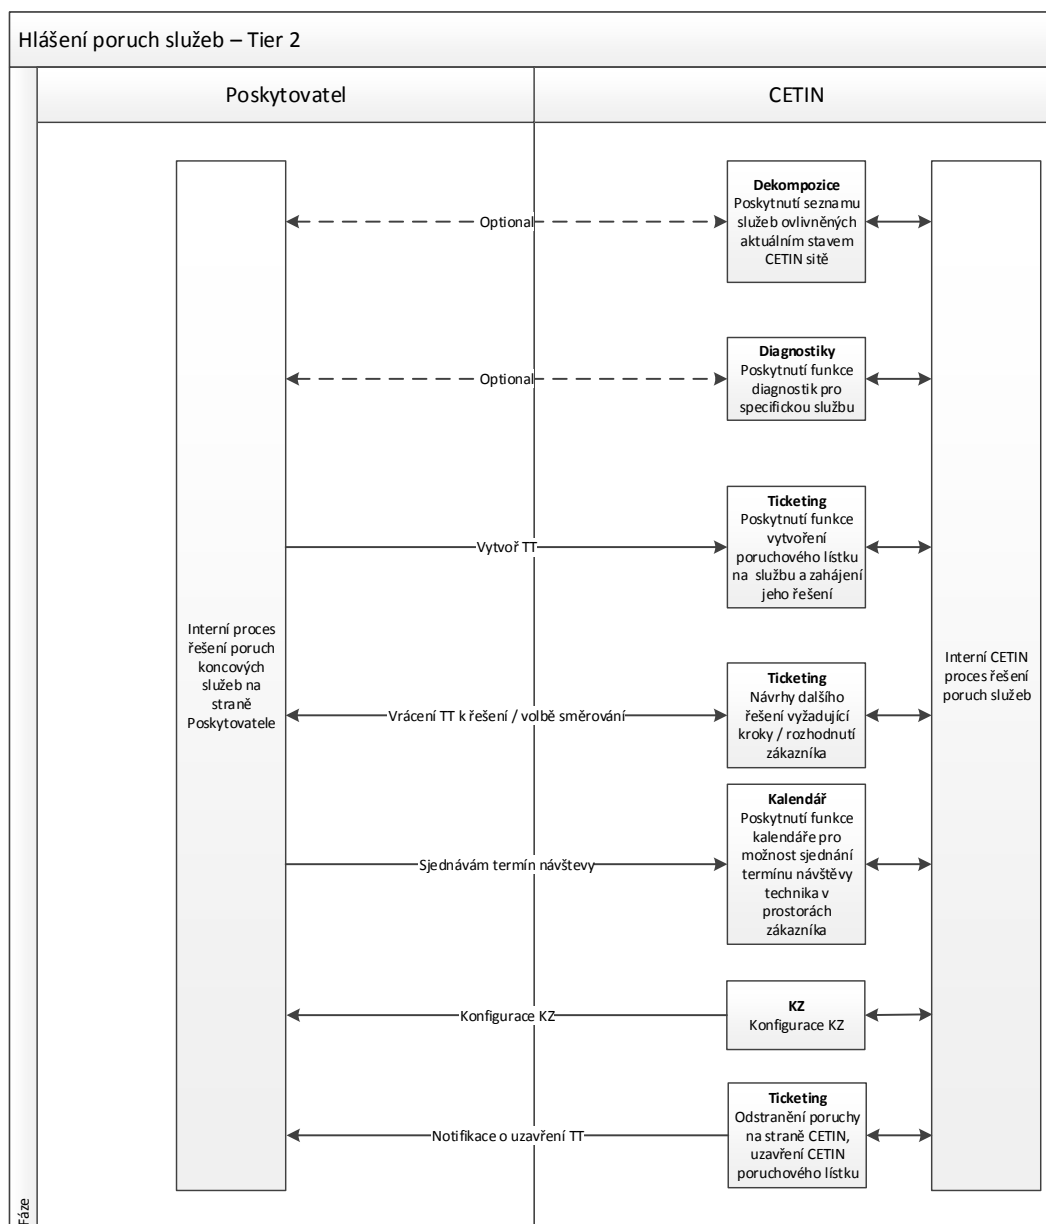 Hlášení poruch služeb – Tier 2
Poskytovatel
CETIN
Dekompozice
Poskytnutí seznamu
služeb ovlivněných
aktuálním stavem
CETIN sítě
Optional
Diagnostiky
Poskytnutí funkce
diagnostik pro
specifickou službu
Optional
Ticketing
Poskytnutí funkce
vytvoření
poruchového lístku
na službu a zahájení
jeho řešení
Vytvoř TT
Interní proces
řešení poruch
koncových
služeb na
straně
Poskytovatele
Interní CETIN
proces řešení
poruch služeb
Ticketing
Návrhy dalšího
řešení vyžadující
kroky / rozhodnutí
zákazníka
Vrácení TT k řešení / volbě směrování
Kalendář
Poskytnutí funkce
kalendáře pro
možnost sjednání
termínu návštěvy
technika v
prostorách
zákazníka
Sjednávám termín návštevy
KZ
Konfigurace KZ
Konfigurace KZ
Ticketing
Odstranění poruchy
na straně CETIN,
uzavření CETIN
poruchového lístku
Notifikace o uzavření TT
Fáze